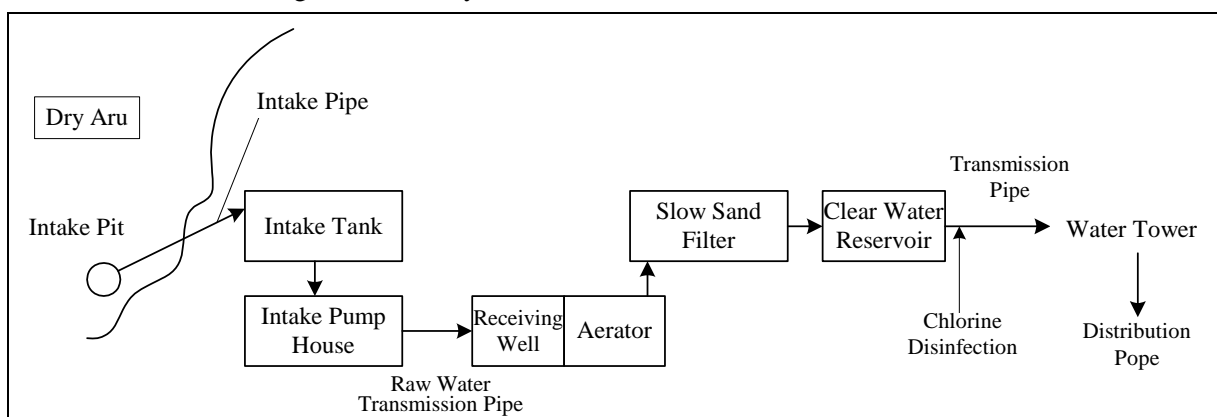 Dry Aru
Intake Pipe
Intake Pit
Intake Tank
Intake Pump
House
Raw Water
Transmission Pipe
Receiving
Well
Aerator
Slow Sand
Filter
Clear Water
Reservoir
Transmission
Pipe
Chlorine
Disinfection
Water Tower
Distribution
Pope